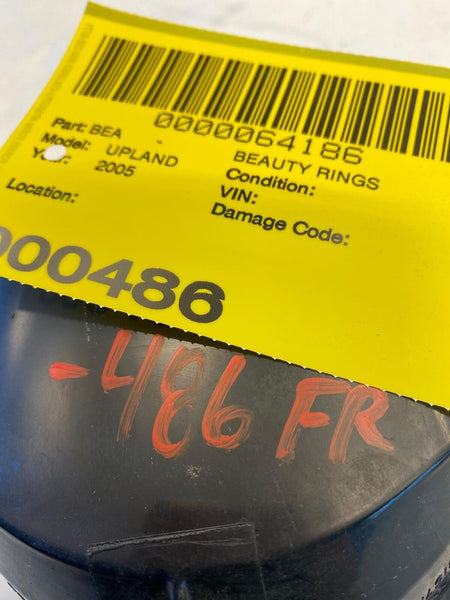 0000064186
Part: BEA BEAUTY RINGS
Model: UPLAND Condition:
Year: 2005 VIN:
Location: Damage Code:
000486
-486 FR